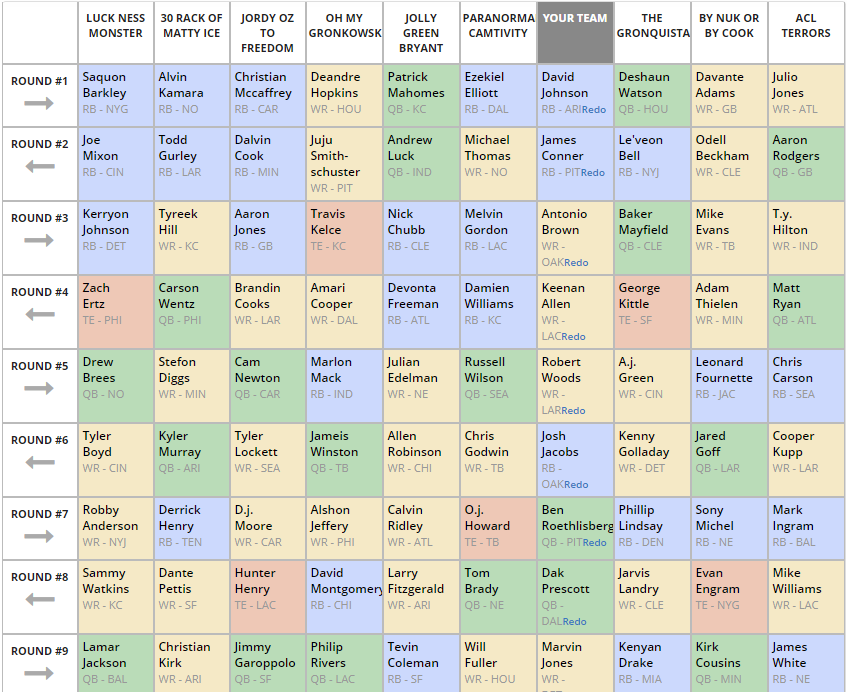 LUCK NESS
MONSTER
30 RACK OF
MATTY ICE
JORDY OZ
TO
FREEDOM
OH MY
GRONKOWSK
JOLLY
GREEN
BRYANT
PARANORMA
CAMTIVITY
YOUR TEAM
THE
GRONQUISTA
BY NUK OR
BY COOK
ACL
TERRORS
ROUND #1
Saquon
Barkley
RB - NYG
Alvin
Kamara
RB - NO
Christian
Mccaffrey
RB - CAR
Deandre
Hopkins
WR - HOU
Patrick
Mahomes
QB - KC
Ezekiel
Elliott
RB - DAL
David
Johnson
RB - ARIRedo
Deshaun
Watson
QB - HOU
Davante
Adams
WR - GB
Julio
Jones
WR - ATL
ROUND #2
Joe
Mixon
RB - CIN
Todd
Gurley
RB - LAR
Dalvin
Cook
RB - MIN
Juju
Smith-
schuster
WR - PIT
Andrew
Luck
QB - IND
Michael
Thomas
WR - NO
James
Conner
RB - PITRedo
Le'veon
Bell
RB - NYJ
Odell
Beckham
WR - CLE
Aaron
Rodgers
QB - GB
ROUND #3
Kerryon
Johnson
RB - DET
Tyreek
Hill
WR - KC
Aaron
Jones
RB - GB
Travis
Kelce
TE - KC
Nick
Chubb
RB - CLE
Melvin
Gordon
RB - LAC
Antonio
Brown
WR -
OAKRedo
Baker
Mayfield
QB - CLE
Mike
Evans
WR - TB
T.y.
Hilton
WR - IND
ROUND #4
Zach
Ertz
TE - PHI
Carson
Wentz
QB - PHI
Brandin
Cooks
WR - LAR
Amari
Cooper
WR - DAL
Devonta
Freeman
RB - ATL
Damien
Williams
RB - KC
Keenan
Allen
WR -
LACRedo
George
Kittle
TE - SF
Adam
Thielen
WR - MIN
Matt
Ryan
QB - ATL
ROUND #5
Drew
Brees
QB - NO
Stefon
Diggs
WR - MIN
Cam
Newton
QB - CAR
Marlon
Mack
RB - IND
Julian
Edelman
WR - NE
Russell
Wilson
QB - SEA
Robert
Woods
WR -
LARRedo
A.j.
Green
WR - CIN
Leonard
Fournette
RB - JAC
Chris
Carson
RB - SEA
ROUND #6
Tyler
Boyd
WR - CIN
Kyler
Murray
QB - ARI
Tyler
Lockett
WR - SEA
Jameis
Winston
QB - TB
Allen
Robinson
WR - CHI
Chris
Godwin
WR - TB
Josh
Jacobs
RB -
OAKRedo
Kenny
Golladay
WR - DET
Jared
Goff
QB - LAR
Cooper
Kupp
WR - LAR
ROUND #7
Robby
Anderson
WR - NYJ
Derrick
Henry
RB - TEN
D.j.
Moore
WR - CAR
Alshon
Jeffery
WR - PHI
Calvin
Ridley
WR - ATL
O.j.
Howard
TE - TB
Ben
Roethlisberg
QB - PITRedo
Phillip
Lindsay
RB - DEN
Sony
Michel
RB - NE
Mark
Ingram
RB - BAL
ROUND #8
Sammy
Watkins
WR - KC
Dante
Pettis
WR - SF
Hunter
Henry
TE - LAC
David
Montgomery
RB - CHI
Larry
Fitzgerald
WR - ARI
Tom
Brady
QB - NE
Dak
Prescott
QB -
DALRedo
Jarvis
Landry
WR - CLE
Evan
Engram
TE - NYG
Mike
Williams
WR - LAC
ROUND #9
Lamar
Jackson
QB - BAL
Christian
Kirk
WR - ARI
Jimmy
Garoppolo
QB - SF
Philip
Rivers
QB - LAC
Tevin
Coleman
RB - SF
Will
Fuller
WR - HOU
Marvin
Jones
WR -
Kenyan
Drake
RB - MIA
Kirk
Cousins
QB - MIN
James
White
RB - NE